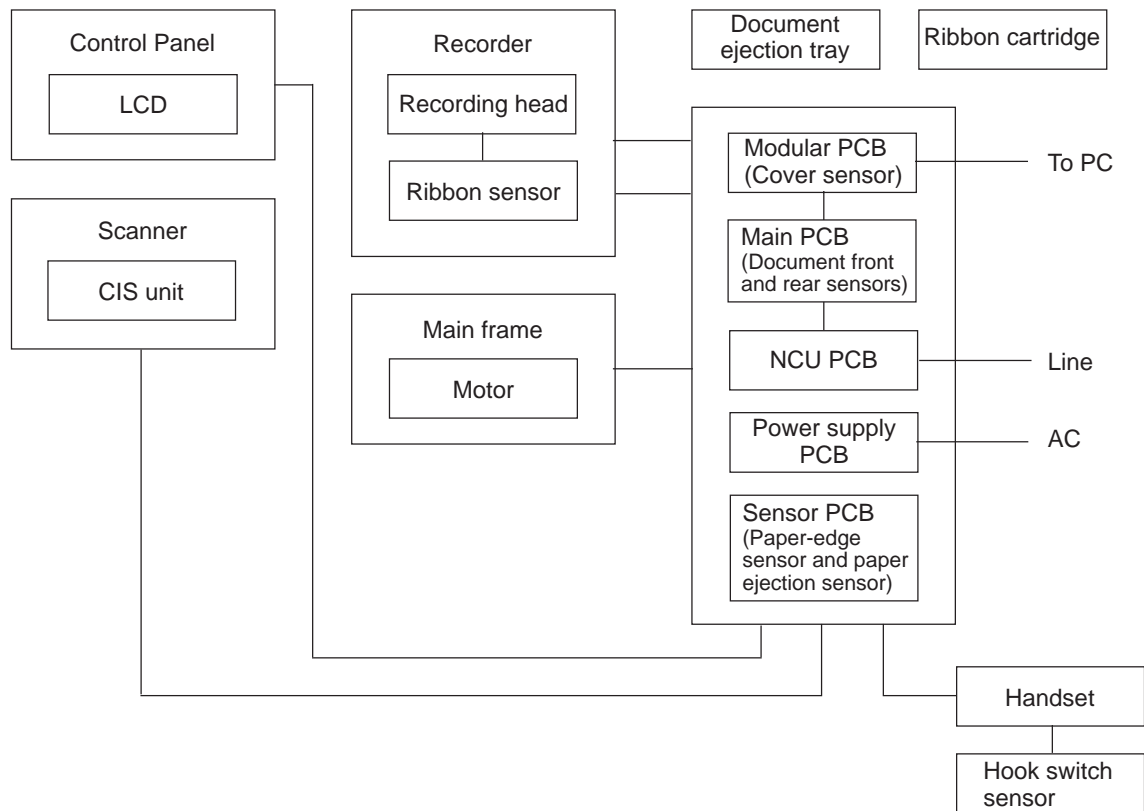 Control Panel
LCD
Scanner
CIS unit
Recorder
Recording head
Ribbon sensor
Main frame
Motor
Document
ejection tray
Ribbon cartridge
Modular PCB
(Cover sensor)
To PC
Main PCB
(Document front
and rear sensors)
NCU PCB
Line
Power supply
PCB
AC
Sensor PCB
(Paper-edge
sensor and paper
ejection sensor)
Handset
Hook switch
sensor